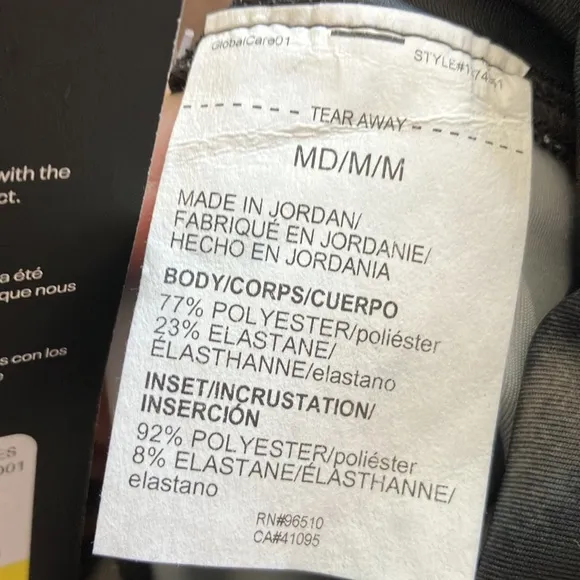 GlobalCare01
TEAR AWAY
MD/M/M
MADE IN JORDAN/
FABRIQUÉ EN JORDANIE/
HECHO EN JORDANIA
BODY/CORPS/CUERPO
77% POLYESTER/poliéster
23% ELASTANE/
ÉLASTHANNE/elastano
INSET/INCRUSTATION/
INSERCIÓN
92% POLYESTER/poliéster
8% ELASTANE/ÉLASTHANNE/
elastano
RN#96510
CA#41095
with the
ct.
a été
que nous
s con los
ES
001